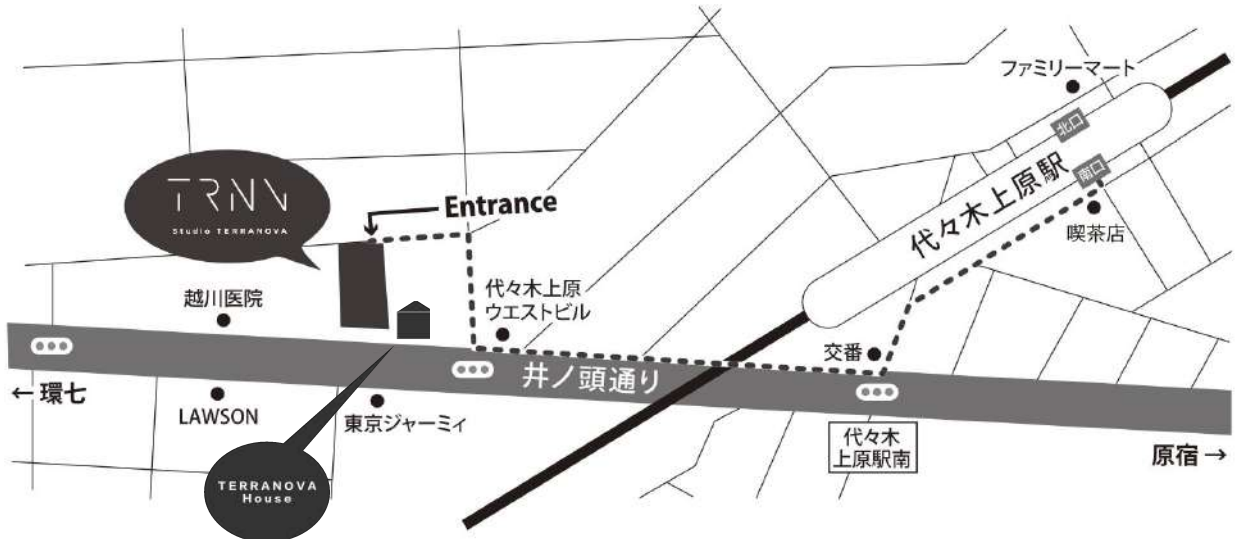 ファミリーマート
北口
代々木上原駅
南口
喫茶店
TRNV
Studio TERRANOVA
Entrance
越川医院
代々木上原
ウエストビル
交番
井ノ頭通り
← 環七
LAWSON
東京ジャーミィ
代々木
上原駅南
原宿 →
TERRANOVA
House